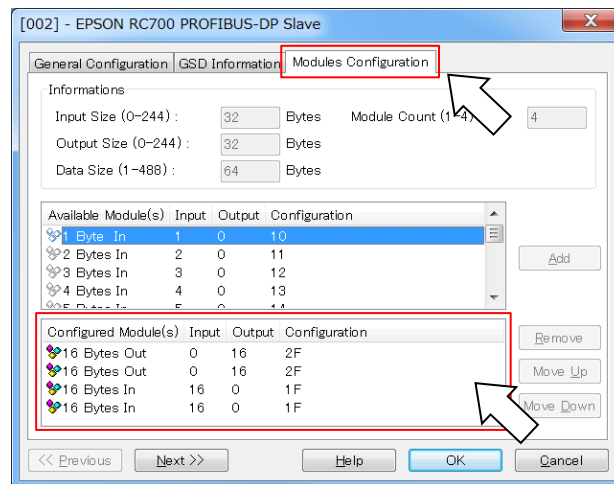 [002] - EPSON RC700 PROFIBUS-DP Slave
General Configuration GSD Information Modules Configuration
Informations
Input Size (0-244) : 32 Bytes Module Count (1-4) 4
Output Size (0-244) : 32 Bytes
Data Size (1-488) : 64 Bytes
Available Module(s) Input Output Configuration
1 Byte In 1 0 10
2 Bytes In 2 0 11
3 Bytes In 3 0 12
4 Bytes In 4 0 13
Add
Configured Module(s) Input Output Configuration
16 Bytes Out 0 16 2F
16 Bytes Out 0 16 2F
16 Bytes In 16 0 1F
16 Bytes In 16 0 1F
Remove
Move Up
Move Down
<< Previous Next >> Help OK Cancel